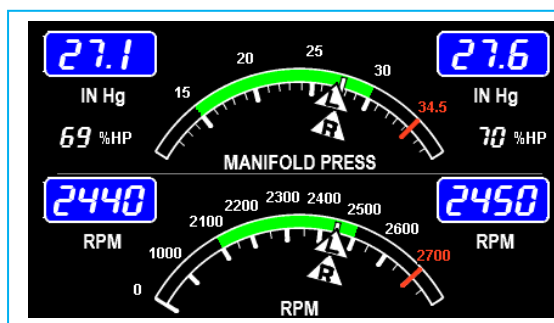 27.1
27.6
IN Hg
IN Hg
69 %HP
70 %HP
15
20
25
30
34.5
L
R
MANIFOLD PRESS
2440
2450
RPM
RPM
0
1000
2100
2200
2300
2400
2500
2600
2700
L
R
RPM